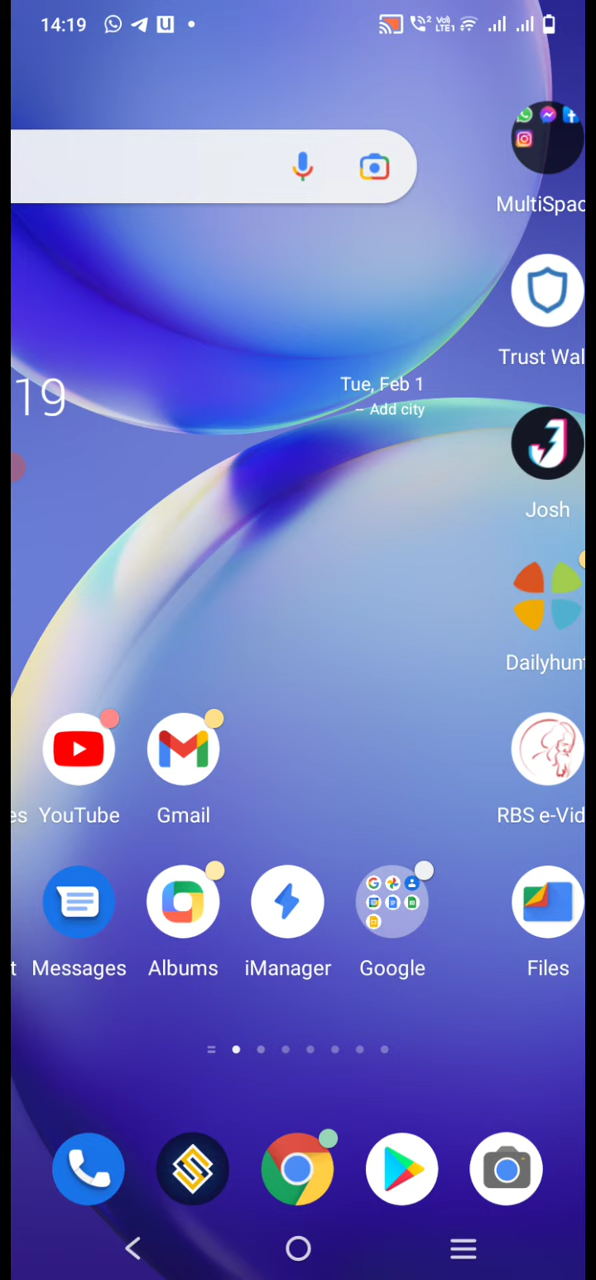 14:19
MultiSpac
Trust Wal
19
Tue, Feb 1
-- Add city
Josh
Dailyhunt
es YouTube
Gmail
RBS e-Vid
t Messages
Albums
iManager
Google
Files